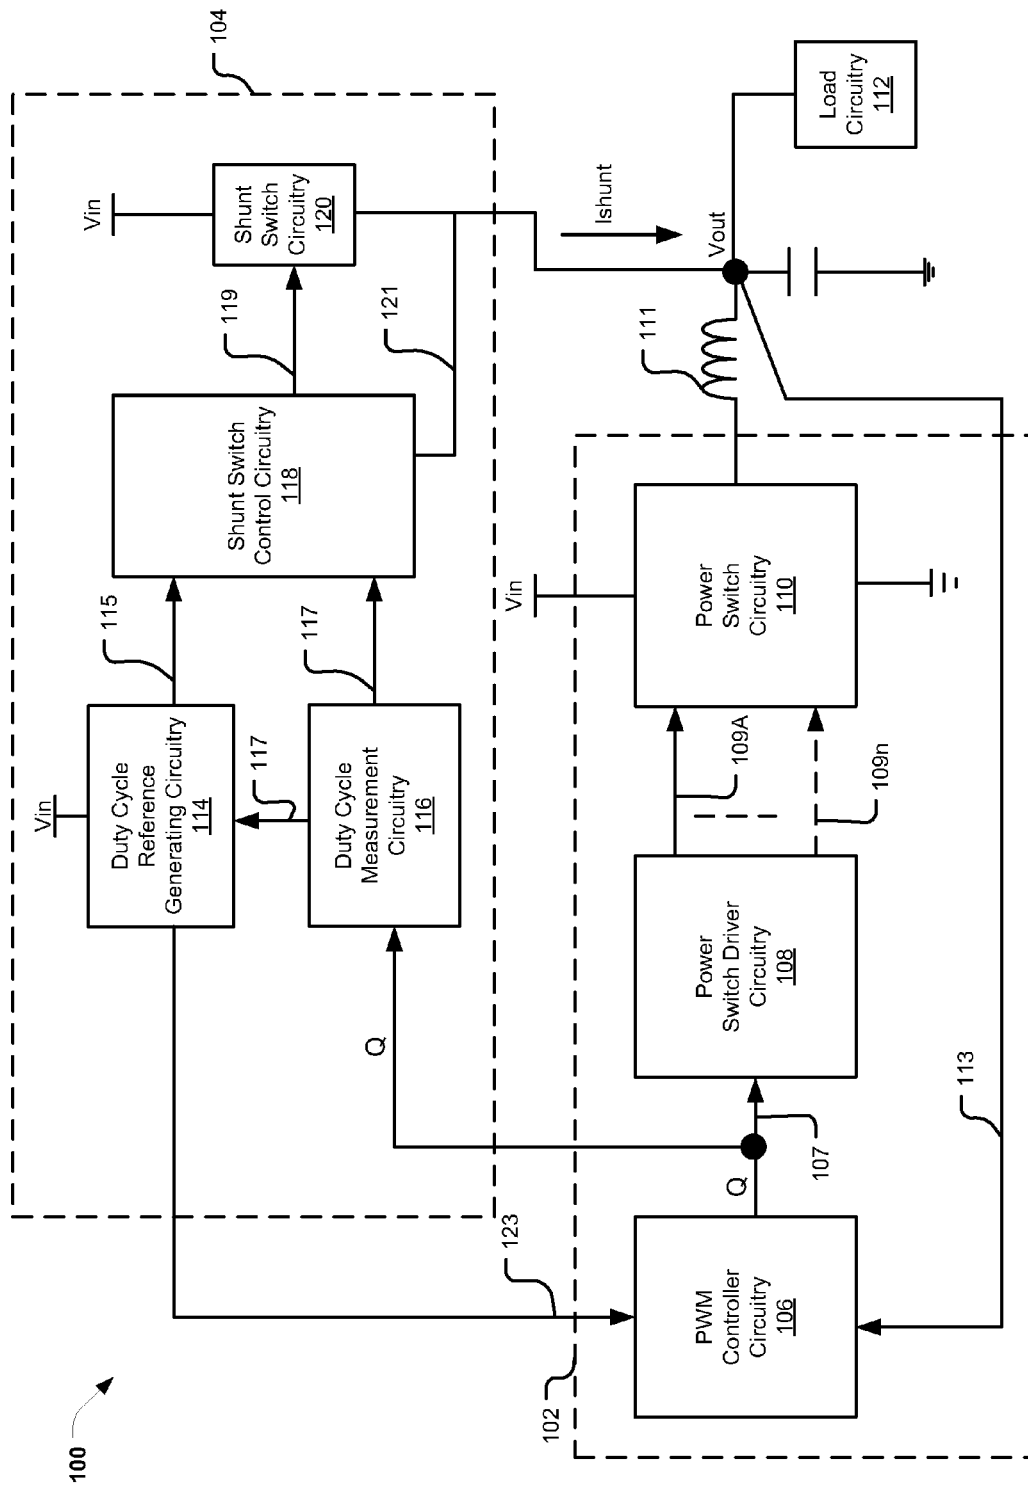 100
104
Vin
Duty Cycle
Reference
Generating Circuitry
114
115
117
Duty Cycle
Measurement
Circuitry
116
117
Shunt Switch
Control Circuitry
118
119
121
Vin
Shunt
Switch
Circuitry
120
Q
123
Ishunt
102
PWM
Controller
Circuitry
106
Q
107
Power
Switch Driver
Circuitry
108
109A
109n
Vin
Power
Switch
Circuitry
110
111
Vout
Load
Circuitry
112
113